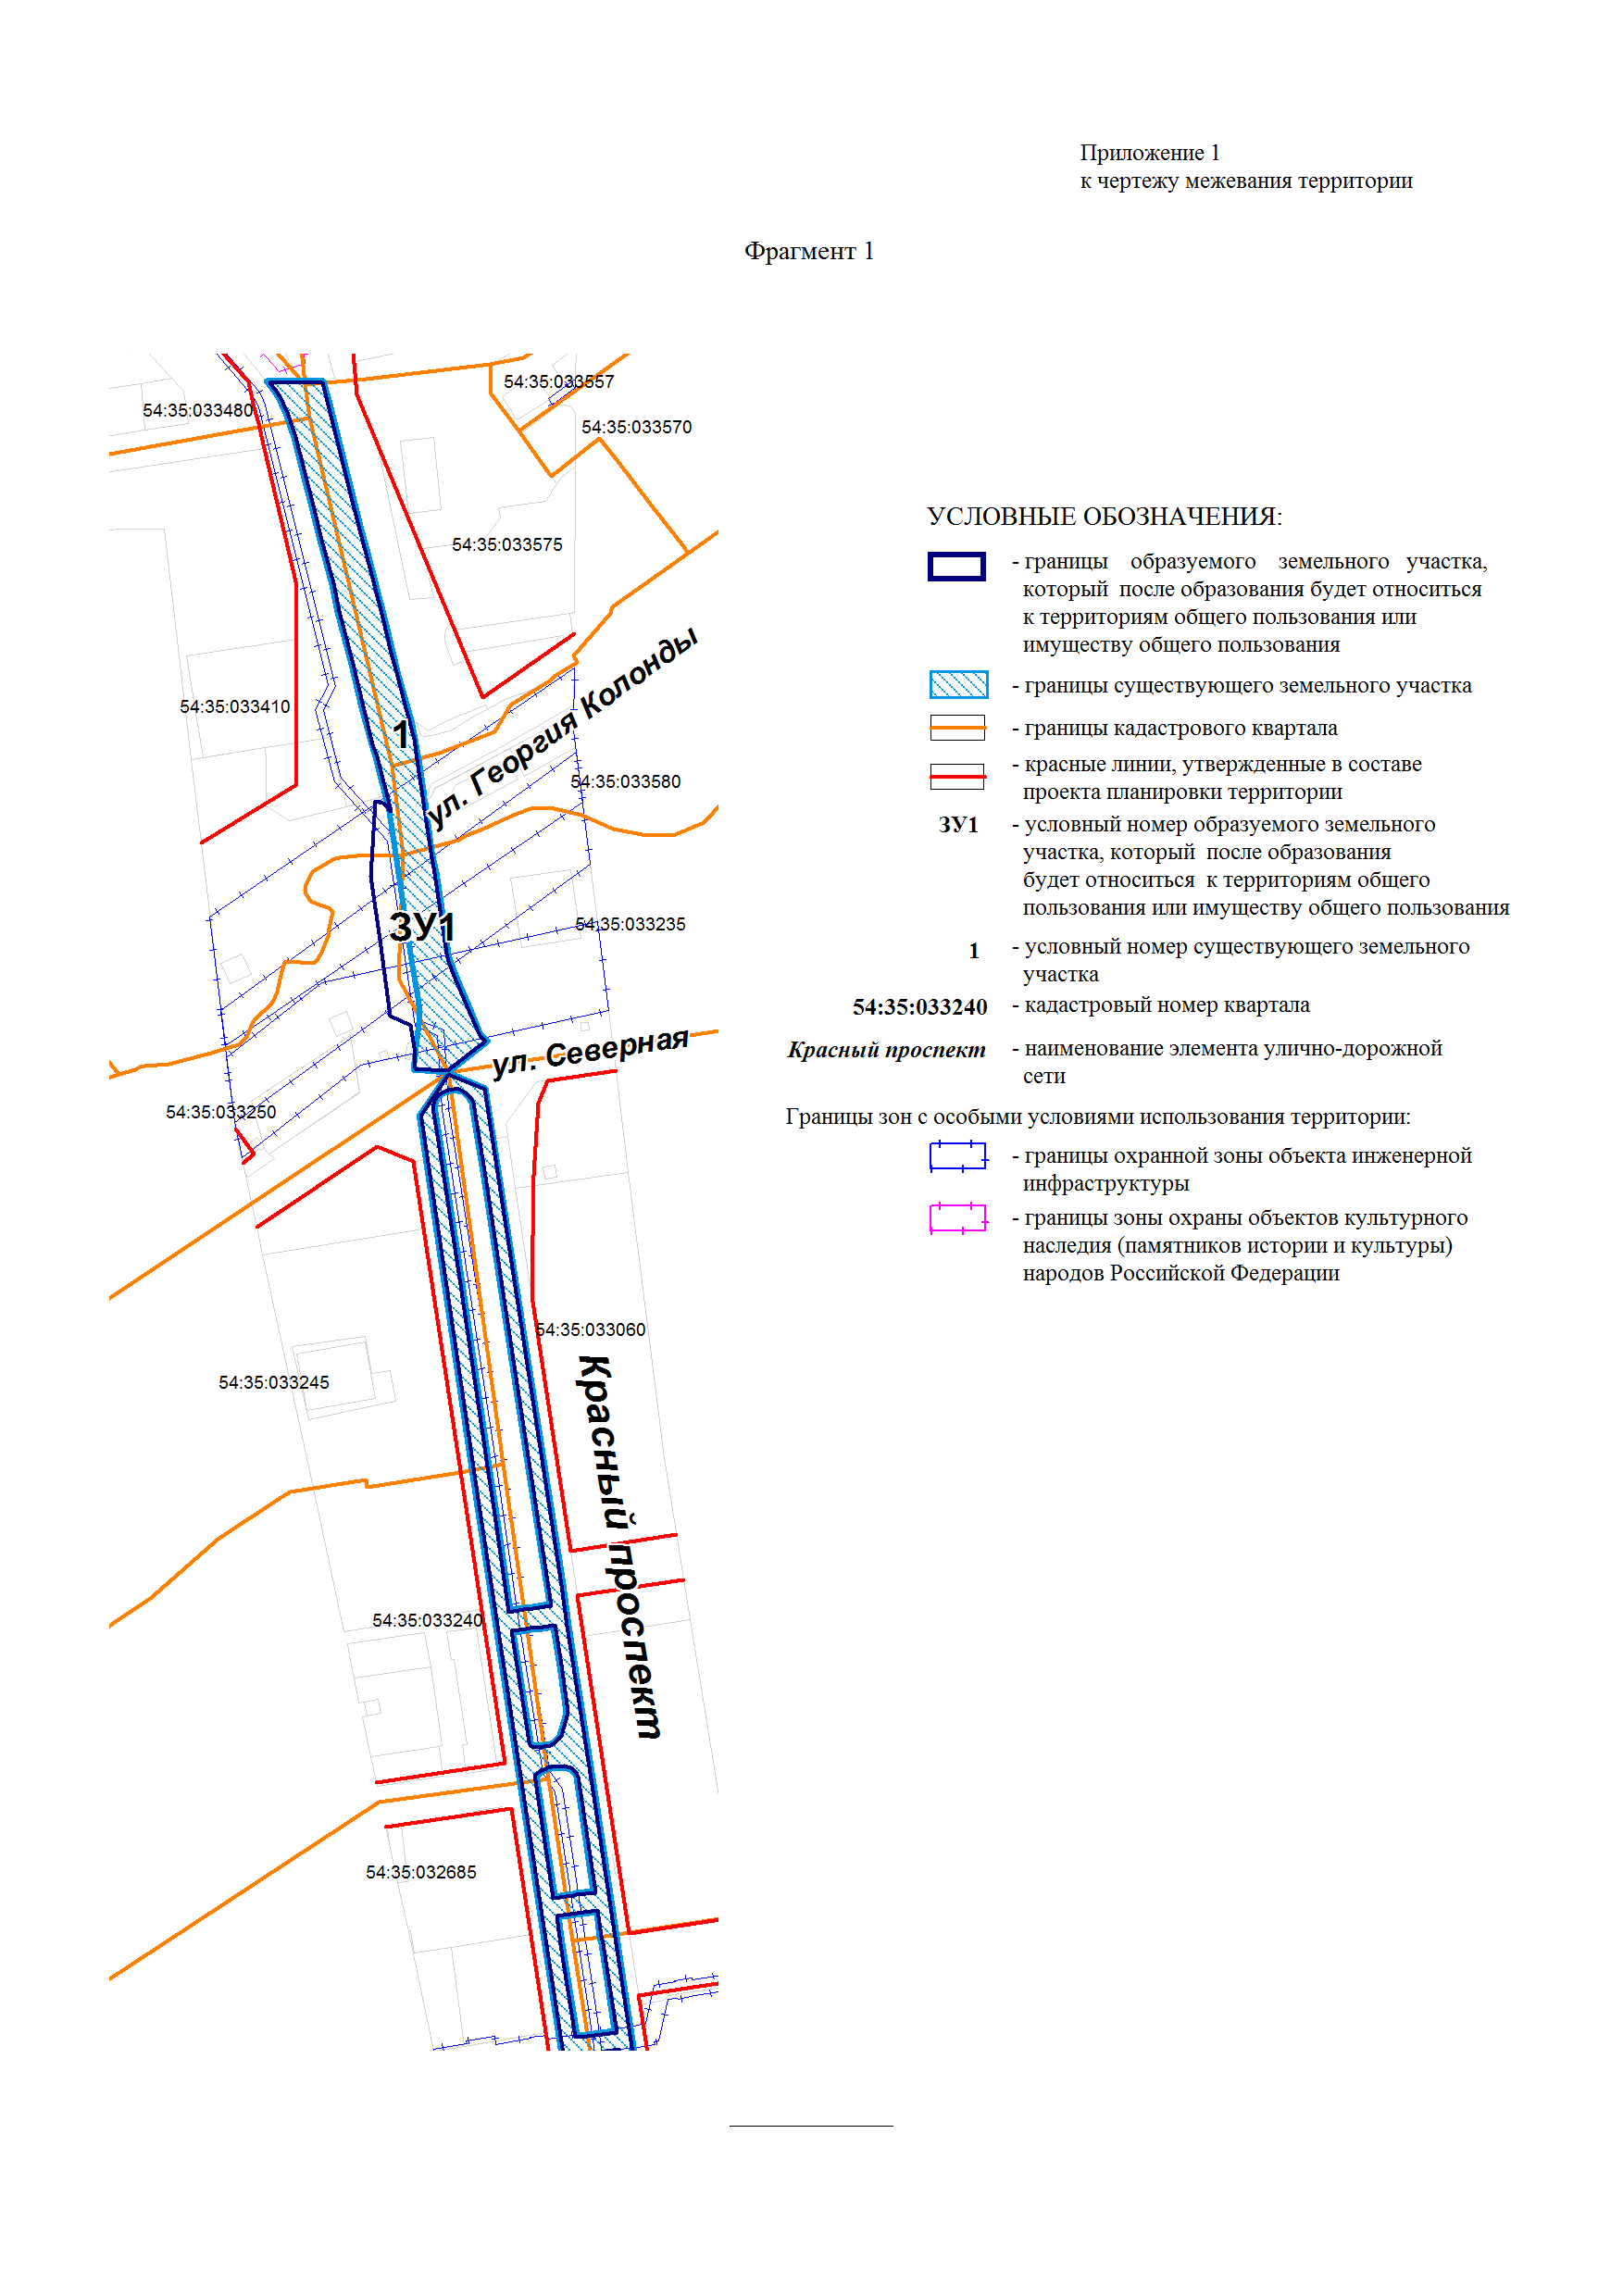 Приложение 1
к чертежу межевания территории
Фрагмент 1
54:35:033557
54:35:033480
54:35:033570
54:35:033575
ул. Георгия Колонды
54:35:033410
1
54:35:033580
ЗУ1
54:35:033235
ул. Северная
54:35:033250
54:35:033060
54:35:033245
Красный проспект
54:35:033240
54:35:032685
УСЛОВНЫЕ ОБОЗНАЧЕНИЯ:
- границы образуемого земельного участка,
который после образования будет относиться
к территориям общего пользования или
имуществу общего пользования
- границы существующего земельного участка
- границы кадастрового квартала
- красные линии, утвержденные в составе
проекта планировки территории
ЗУ1 - условный номер образуемого земельного
участка, который после образования
будет относиться к территориям общего
пользования или имуществу общего пользования
1 - условный номер существующего земельного
участка
54:35:033240 - кадастровый номер квартала
Красный проспект - наименование элемента улично-дорожной
сети
Границы зон с особыми условиями использования территории:
- границы охранной зоны объекта инженерной
инфраструктуры
- границы зоны охраны объектов культурного
наследия (памятников истории и культуры)
народов Российской Федерации